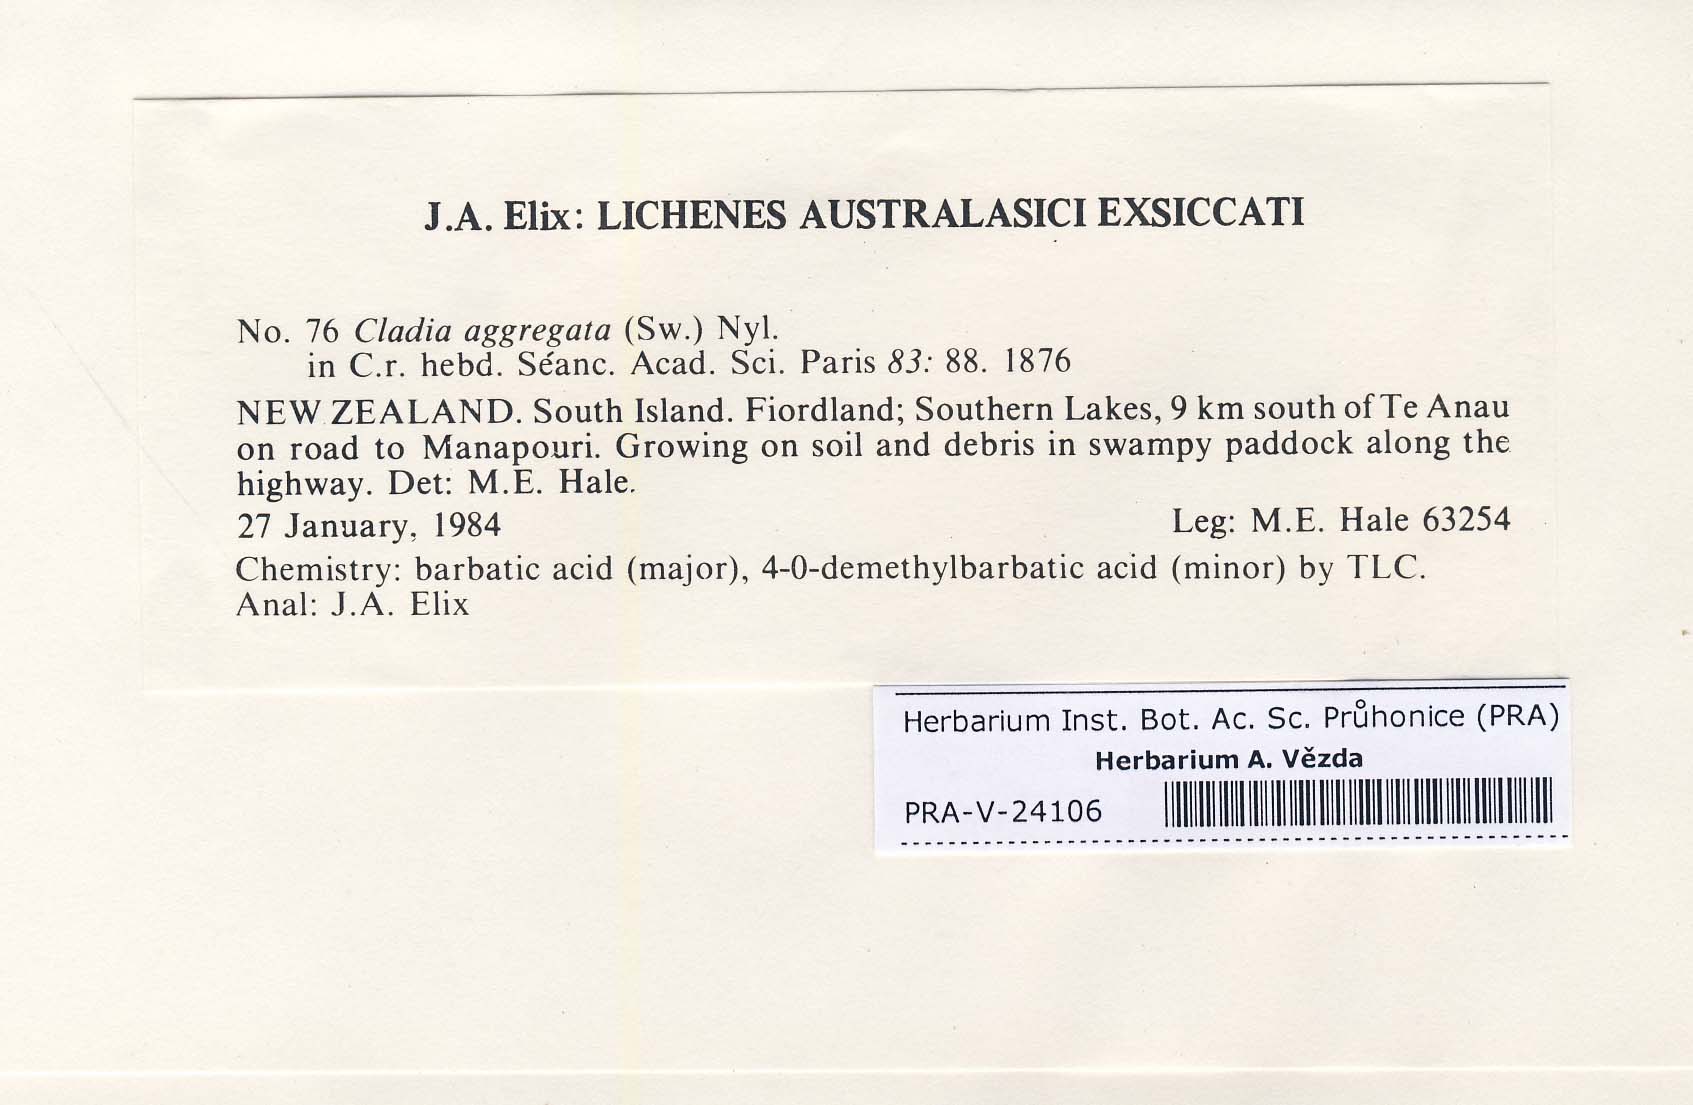 J.A. Elix: LICHENES AUSTRALASICI EXSICCATI
No. 76 Cladia aggregata (Sw.) Nyl.
in C.r. hebd. Séanc. Acad. Sci. Paris 83: 88. 1876
NEW ZEALAND. South Island. Fiordland; Southern Lakes, 9 km south of Te Anau
on road to Manapouri. Growing on soil and debris in swampy paddock along the
highway. Det: M.E. Hale.
27 January, 1984 Leg: M.E. Hale 63254
Chemistry: barbatic acid (major), 4-0-demethylbarbatic acid (minor) by TLC.
Anal: J.A. Elix
Herbarium Inst. Bot. Ac. Sc. Průhonice (PRA)
Herbarium A. Vězda
PRA-V-24106